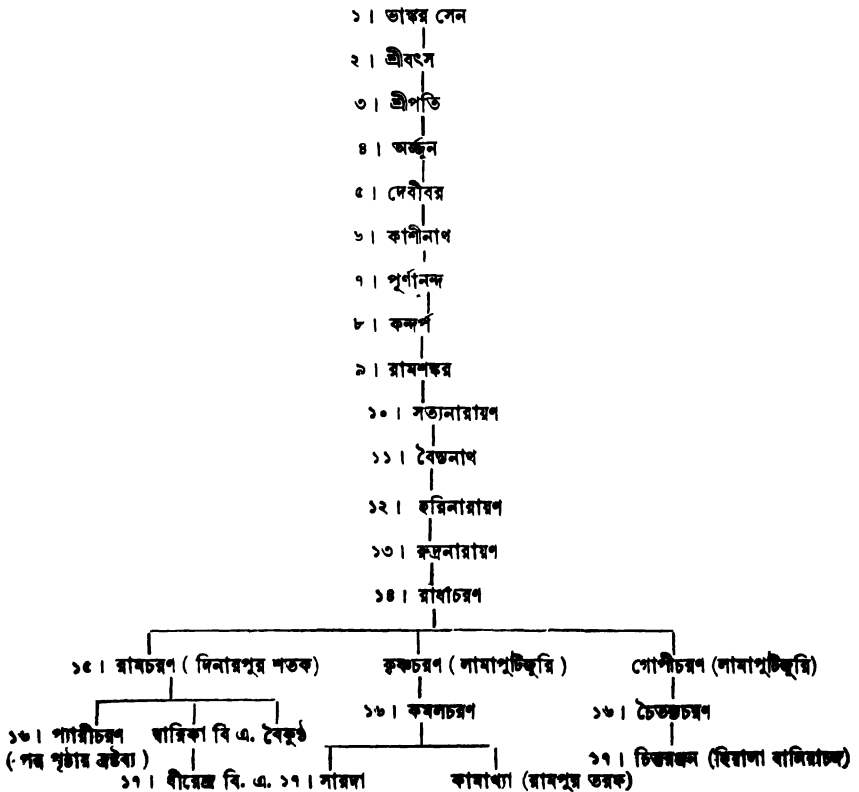 ১। ভাস্কর সেন
২। শ্রীবৎস
৩। শ্রীপতি
৪। অর্জ্জুন
৫। দেবীবর
৬। কাশীনাথ
৭। পূর্ণানন্দ
৮। কন্দর্প
৯। রামশঙ্কর
১০। সত্যনারায়ণ
১১। বৈদ্যনাথ
১২। হরিনারায়ণ
১৩। রুদ্রনারায়ণ
১৪। রাধাচরণ
১৫। রামচরণ ( দিনারপুর শতক) কৃষ্ণচরণ ( লামাপুটিজুরি ) গোপীচরণ (লামাপুটিজুরি)
১৬। প্যারীচরণ দ্বারিকা বি এ. বৈকুণ্ঠ ১৬। কমলচরণ ১৬। চৈতন্যচরণ
( পর পৃষ্ঠায় দ্রষ্টব্য ) ১৭। ধীরেন্দ্র বি. এ. ১৭। সারদা কামাখ্যা (রামপুর তরফ) ১৭। চিত্তরঞ্জন (হিয়ালা বানিয়াচঙ্গ)